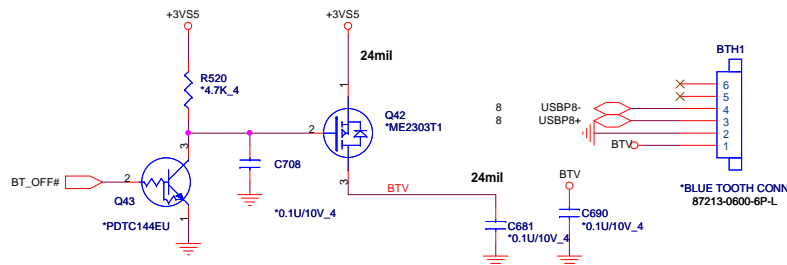 +3VS5
+3VS5
24mil
BTH1
R520
*4.7K_4
1
Q42
*ME2303T1
2
3
8 USBP8-
8 USBP8+
BTV
6
5
4
3
2
1
3
C708
BT_OFF#
2
Q43
1
*PDTC144EU
*0.1U/10V_4
24mil
BTV
BTV
C681
*0.1U/10V_4
C690
*0.1U/10V_4
*BLUE TOOTH CONN
87213-0600-6P-L